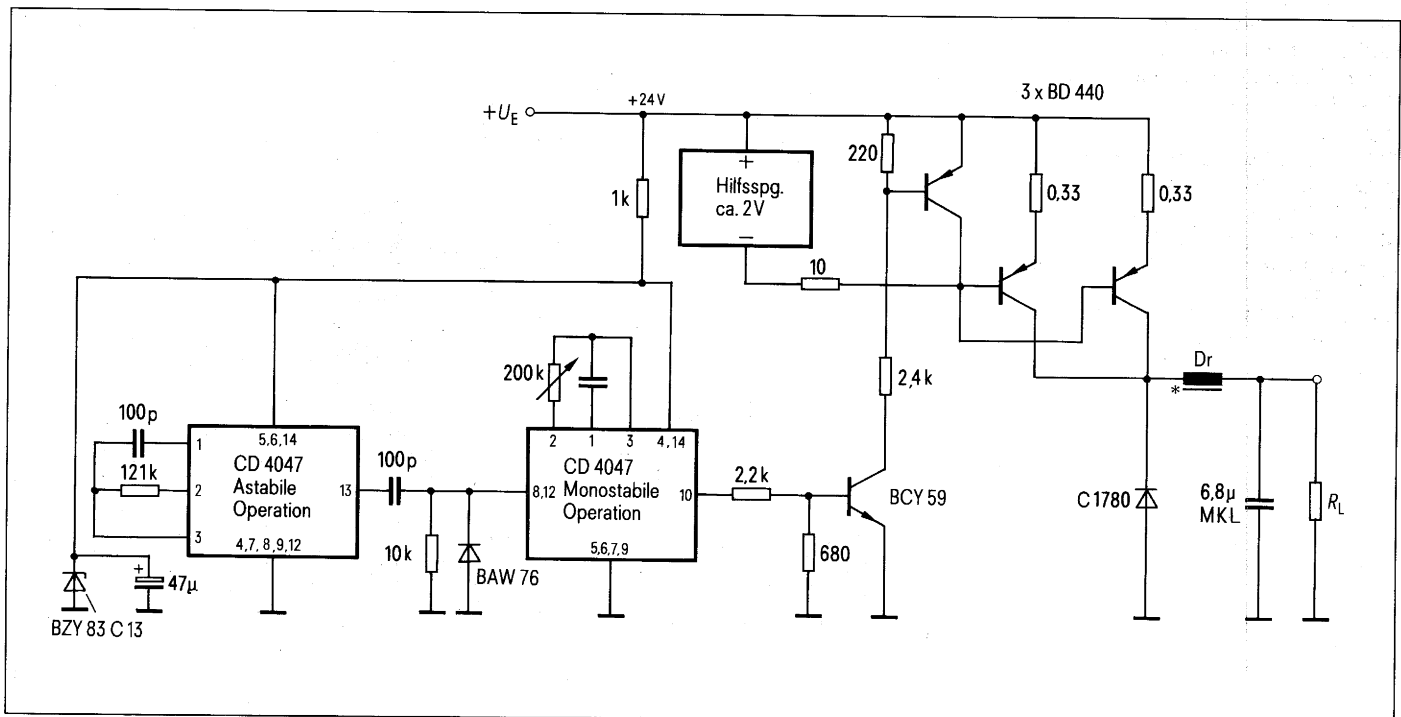 3 x BD 440
+U_E
+24V
220
+
Hilfsspg.
ca. 2V
−
1k
0,33
0,33
10
200k
2,4k
Dr
*
100p
1
121k
2
3
5,6,14
CD 4047
Astabile
Operation
13
4,7, 8,9,12
100p
2
1
3
4,14
CD 4047
Monostabile
Operation
8,12
10
5,6,7,9
2,2k
BCY 59
C 1780
6,8µ
MKL
R_L
10k
BAW 76
680
+
47µ
BZY 83 C 13